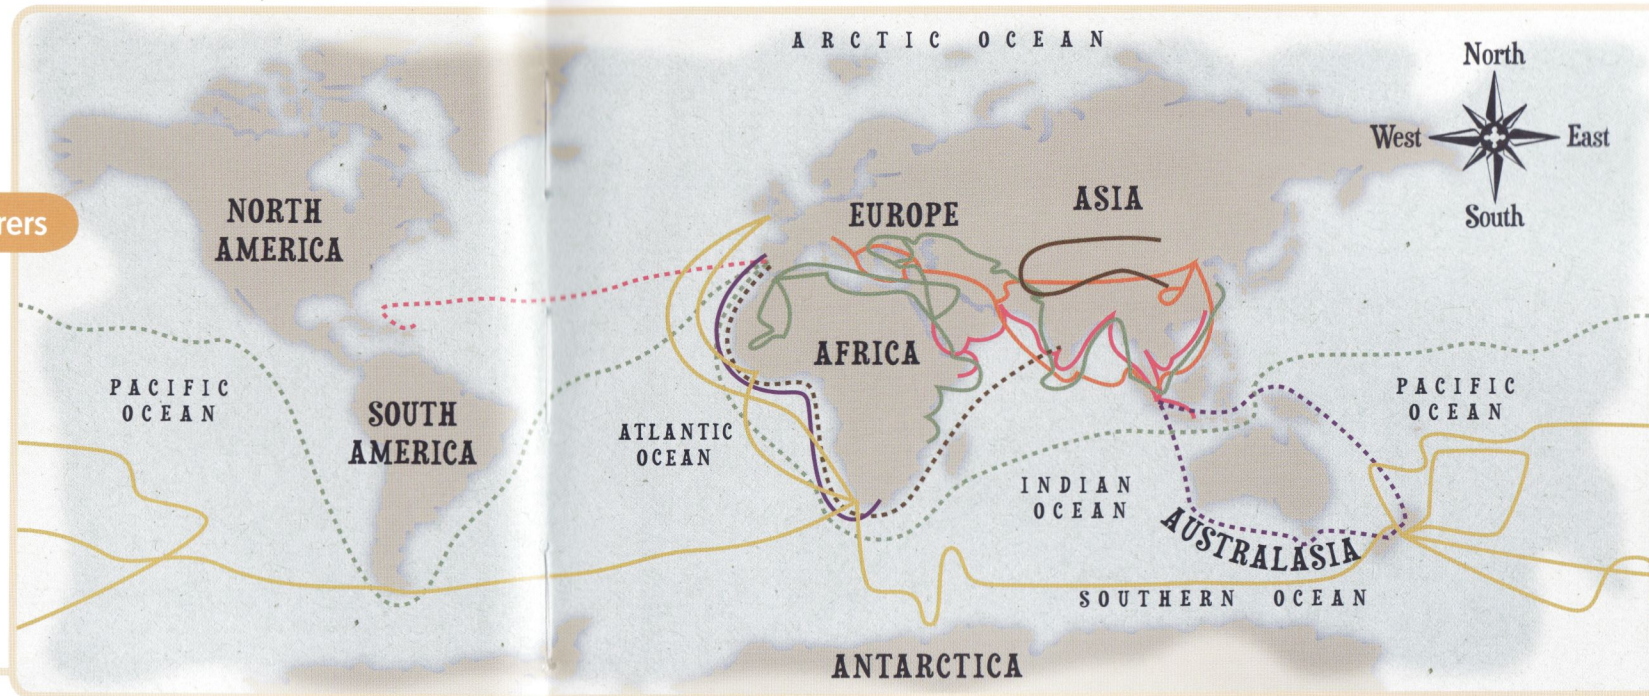 ARCTIC OCEAN
North
West
East
South
rers
NORTH
AMERICA
EUROPE
ASIA
AFRICA
PACIFIC
OCEAN
SOUTH
AMERICA
ATLANTIC
OCEAN
PACIFIC
OCEAN
INDIAN
OCEAN
AUSTRALASIA
SOUTHERN OCEAN
ANTARCTICA